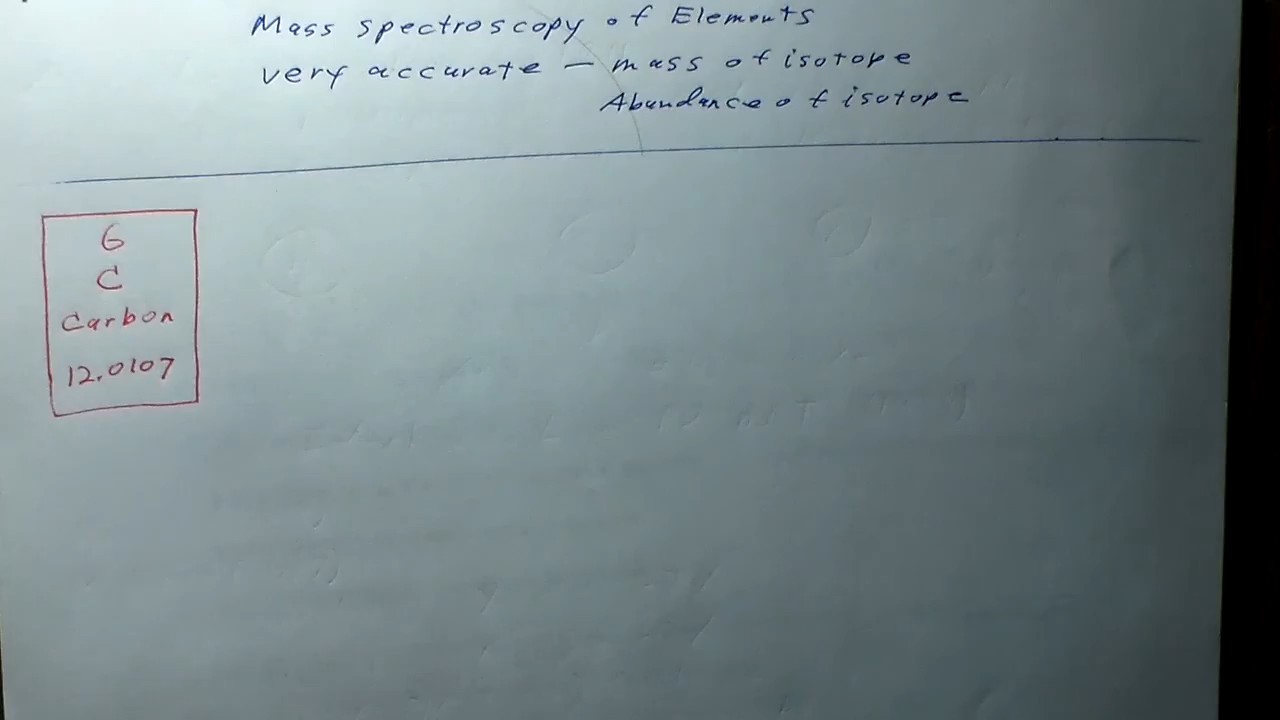 Mass spectroscopy of Elements
very accurate — mass of isotope
Abundance of isotope
6
C
Carbon
12.0107